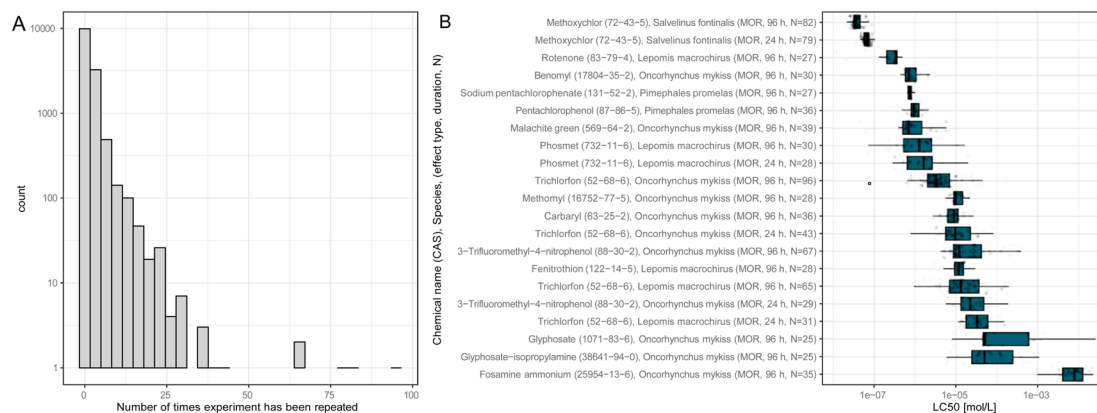 A
10000
1000
100
10
1
count
0
25
50
75
100
Number of times experiment has been repeated
B
Chemical name (CAS), Species, (effect type, duration, N)
Methoxychlor (72−43−5), Salvelinus fontinalis (MOR, 96 h, N=82)
Methoxychlor (72−43−5), Salvelinus fontinalis (MOR, 24 h, N=79)
Rotenone (83−79−4), Lepomis macrochirus (MOR, 96 h, N=27)
Benomyl (17804−35−2), Oncorhynchus mykiss (MOR, 96 h, N=30)
Sodium pentachlorophenate (131−52−2), Pimephales promelas (MOR, 96 h, N=27)
Pentachlorophenol (87−86−5), Pimephales promelas (MOR, 96 h, N=36)
Malachite green (569−64−2), Oncorhynchus mykiss (MOR, 96 h, N=39)
Phosmet (732−11−6), Lepomis macrochirus (MOR, 96 h, N=30)
Phosmet (732−11−6), Lepomis macrochirus (MOR, 24 h, N=28)
Trichlorfon (52−68−6), Oncorhynchus mykiss (MOR, 96 h, N=96)
Methomyl (16752−77−5), Oncorhynchus mykiss (MOR, 96 h, N=28)
Carbaryl (63−25−2), Oncorhynchus mykiss (MOR, 96 h, N=36)
Trichlorfon (52−68−6), Oncorhynchus mykiss (MOR, 24 h, N=43)
3−Trifluoromethyl−4−nitrophenol (88−30−2), Oncorhynchus mykiss (MOR, 96 h, N=67)
Fenitrothion (122−14−5), Lepomis macrochirus (MOR, 96 h, N=28)
Trichlorfon (52−68−6), Lepomis macrochirus (MOR, 96 h, N=65)
3−Trifluoromethyl−4−nitrophenol (88−30−2), Oncorhynchus mykiss (MOR, 24 h, N=29)
Trichlorfon (52−68−6), Lepomis macrochirus (MOR, 24 h, N=31)
Glyphosate (1071−83−6), Oncorhynchus mykiss (MOR, 96 h, N=25)
Glyphosate−isopropylamine (38641−94−0), Oncorhynchus mykiss (MOR, 96 h, N=25)
Fosamine ammonium (25954−13−6), Oncorhynchus mykiss (MOR, 96 h, N=35)
1e−07
1e−05
1e−03
LC50 [mol/L]